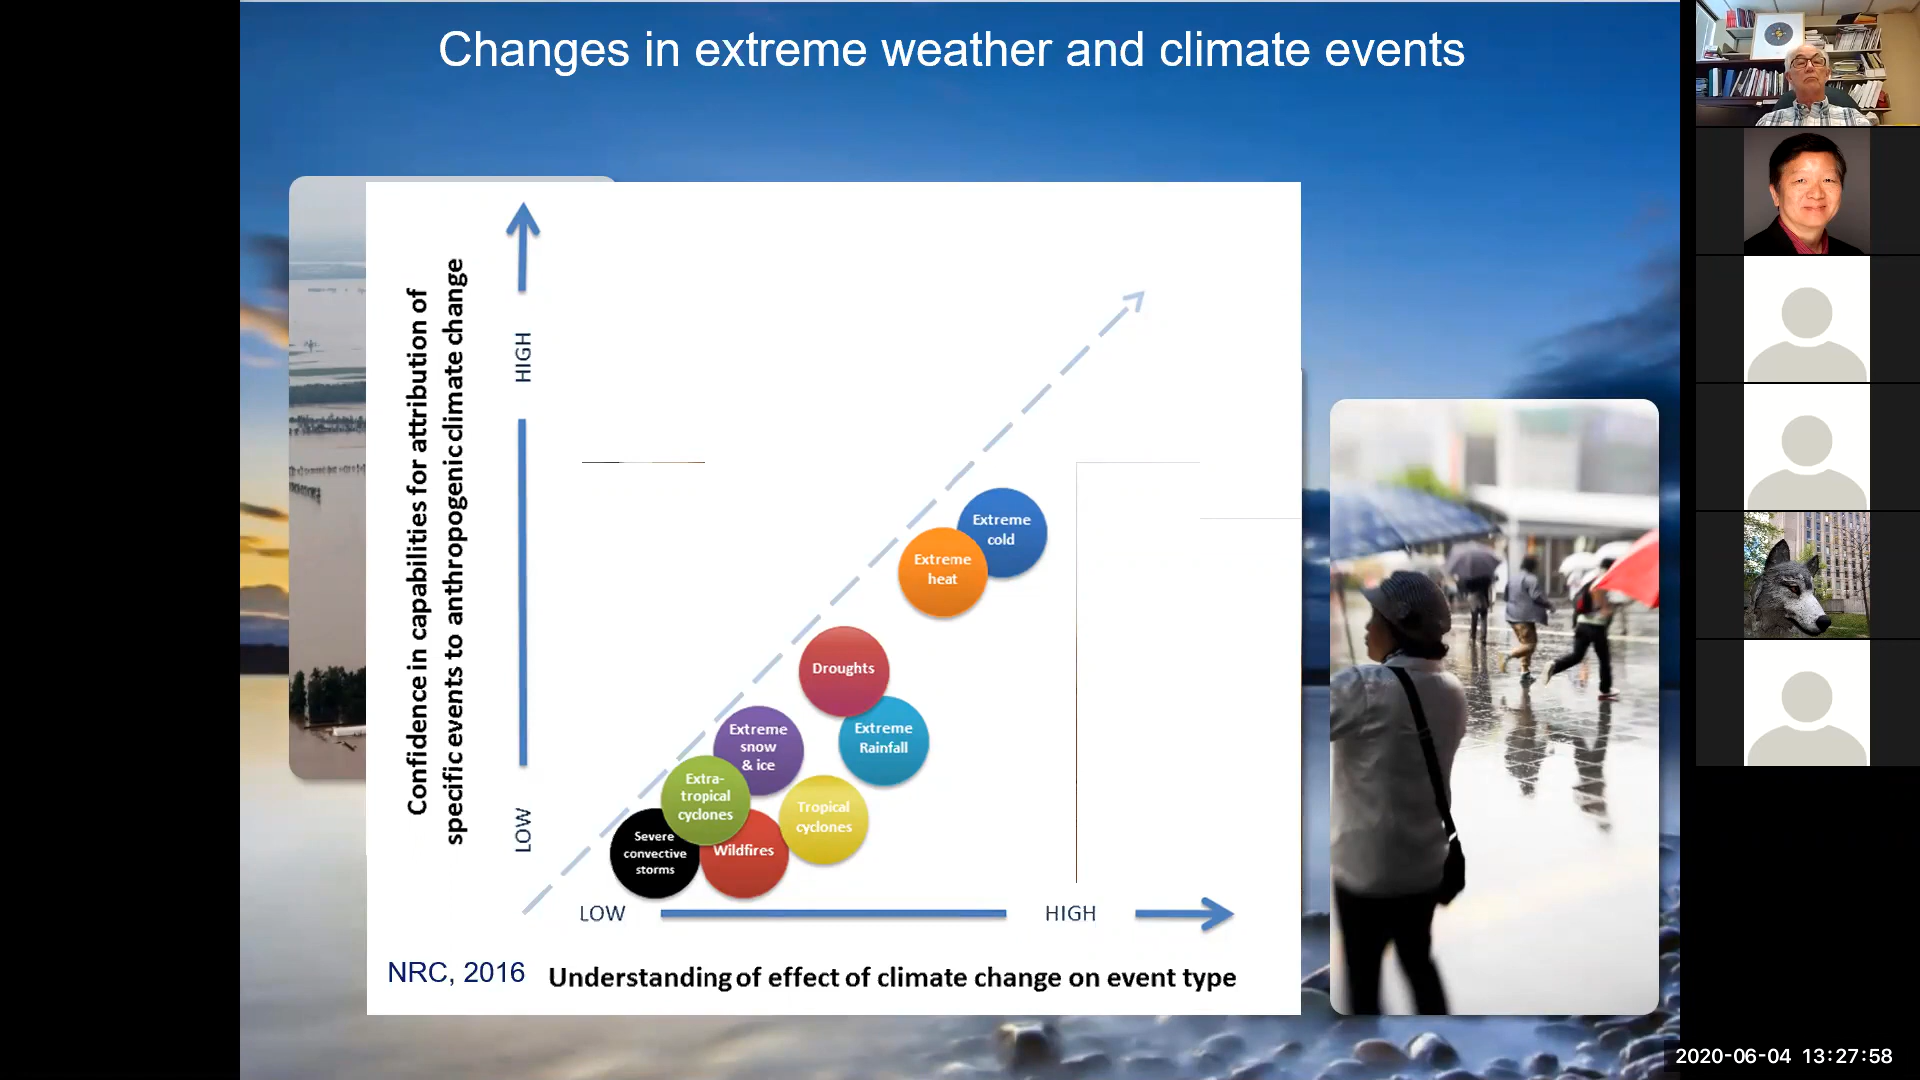 Changes in extreme weather and climate events
Confidence in capabilities for attribution of
specific events to anthropogenic climate change
HIGH
LOW
Extreme
cold
Extreme
heat
Droughts
Extreme
Rainfall
Extreme
snow
& ice
Extra-
tropical
cyclones
Tropical
cyclones
Severe
convective
storms
Wildfires
LOW
HIGH
NRC, 2016
Understanding of effect of climate change on event type
2020-06-04 13:27:58